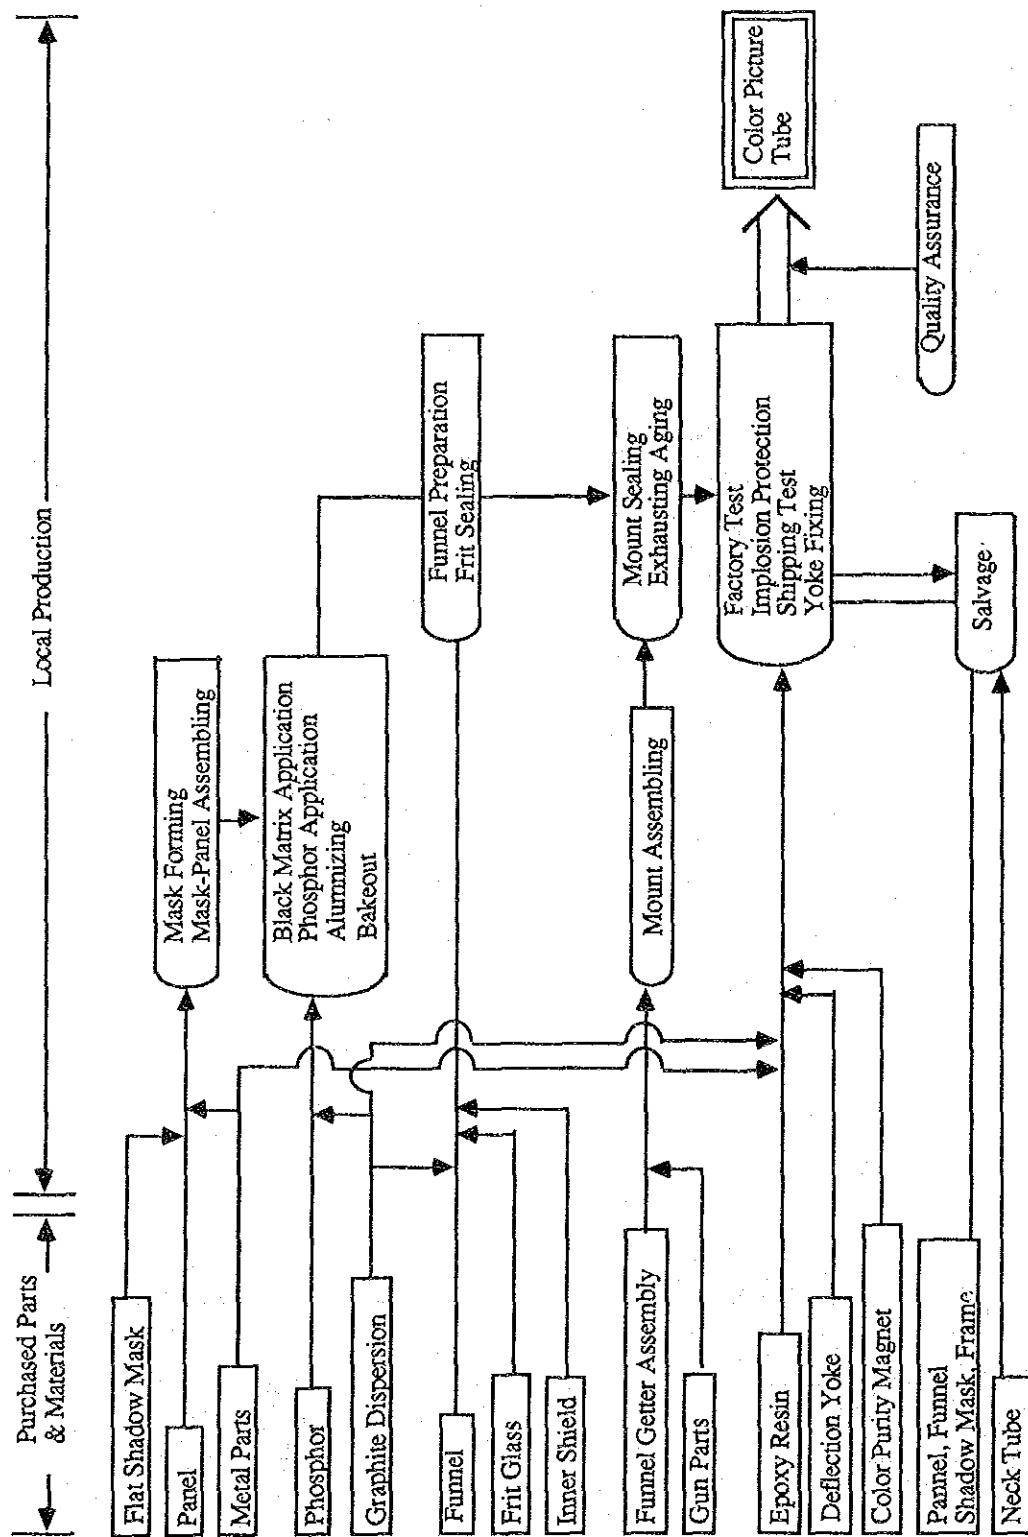 Purchased Parts
& Materials
Local Production
Flat Shadow Mask
Panel
Metal Parts
Phosphor
Graphite Dispersion
Funnel
Frit Glass
Inner Shield
Funnel Getter Assembly
Gun Parts
Epoxy Resin
Deflection Yoke
Color Purity Magnet
Pannel, Funnel
Shadow Mask, Frame
Neck Tube
Mask Forming
Mask-Panel Assembling
Black Matrix Application
Phosphor Application
Alumnizing
Bakeout
Funnel Preparation
Frit Sealing
Mount Assembling
Mount Sealing
Exhausting Aging
Factory Test
Implosion Protection
Shipping Test
Yoke Fixing
Salvage
Quality Assurance
Color Picture
Tube